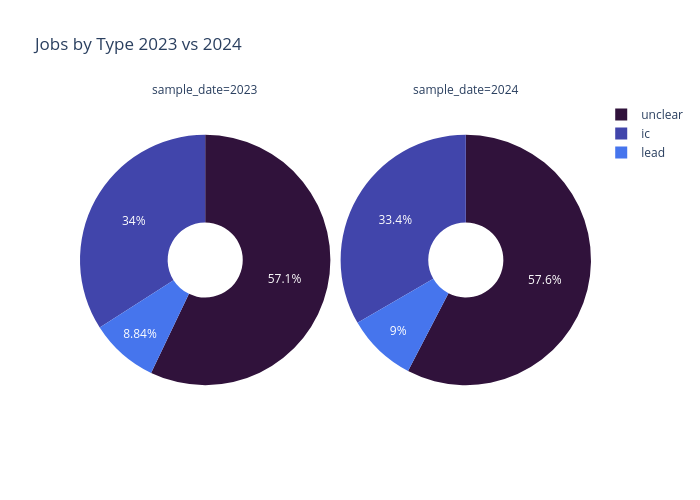 Jobs by Type 2023 vs 2024
sample_date=2023
sample_date=2024
unclear
ic
lead
34%
57.1%
8.84%
33.4%
57.6%
9%